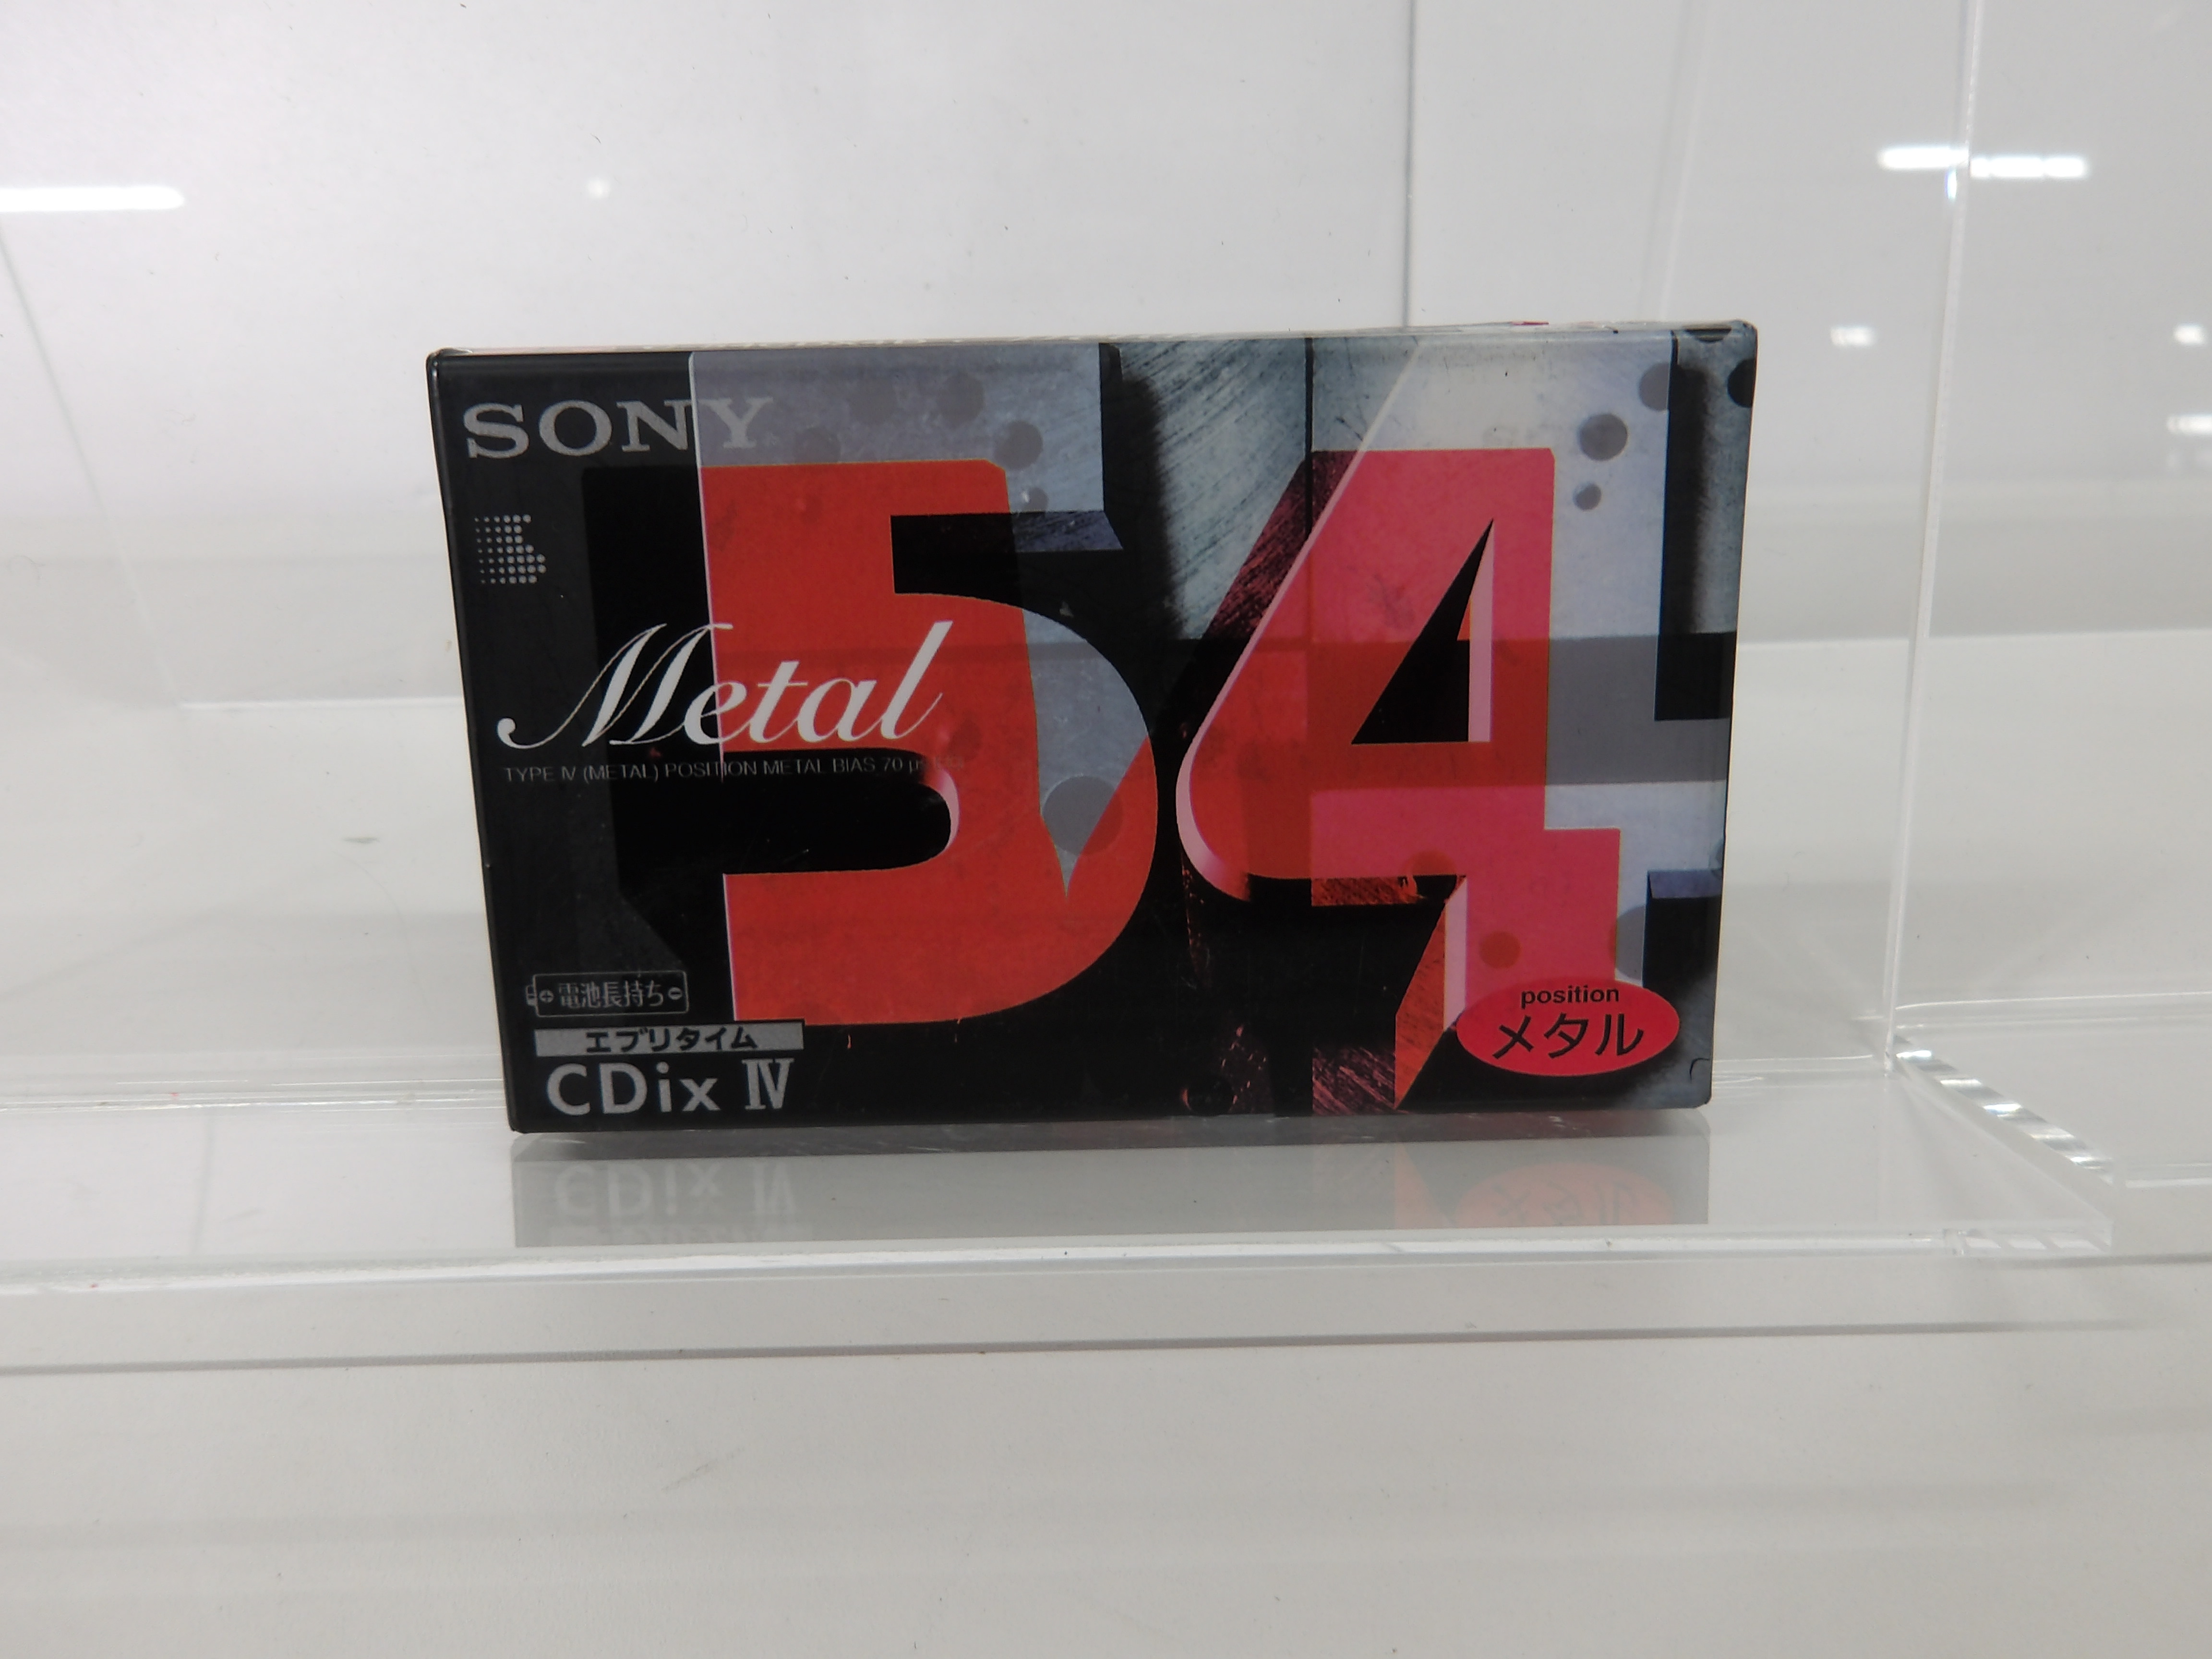 SONY
54
Metal
TYPE IV (METAL) POSITION METAL BIAS 70 μs
電池長持ち
エブリタイム
CDix IV
position
メタル